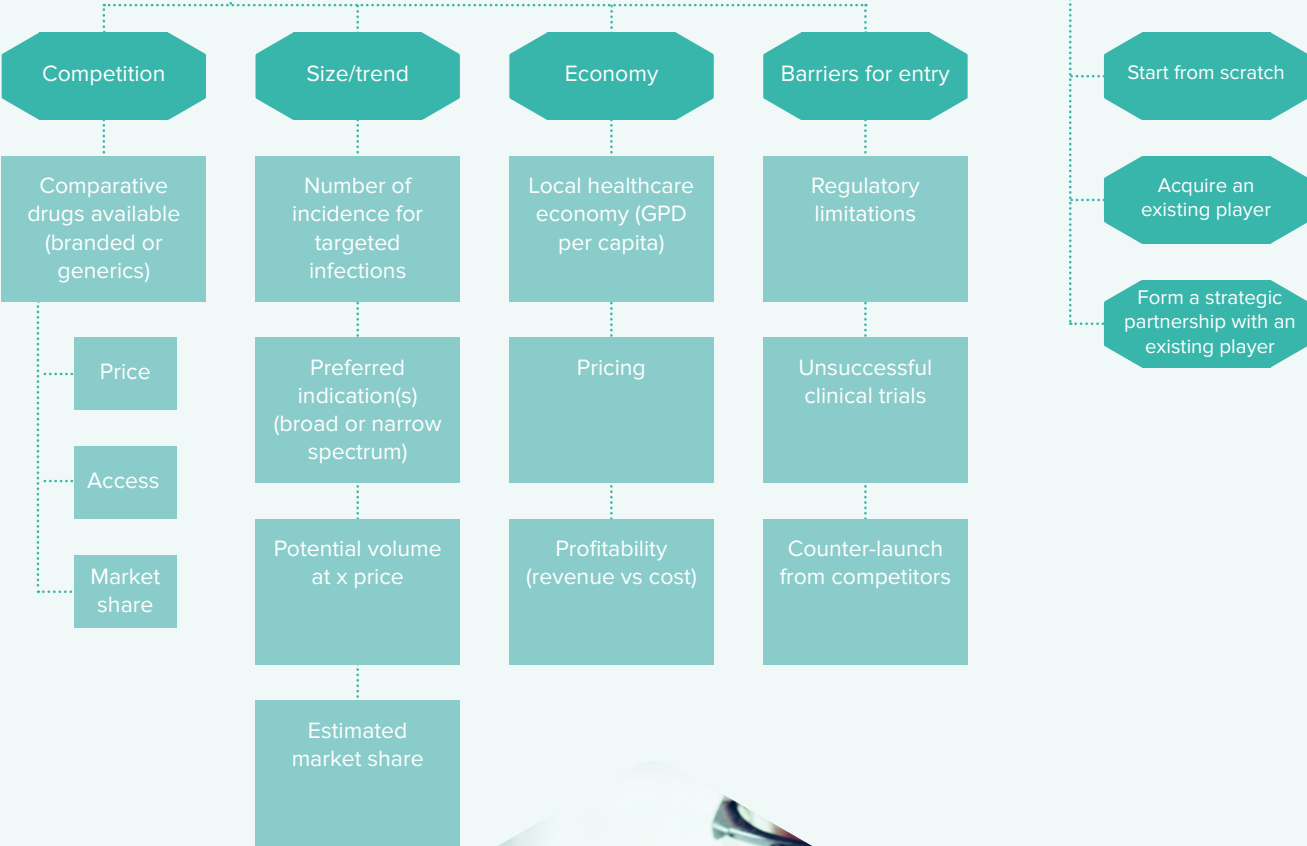 Competition
Comparative
drugs available
(branded or
generics)
Price
Access
Market
share
Size/trend
Number of
incidence for
targeted
infections
Preferred
indication(s)
(broad or narrow
spectrum)
Potential volume
at x price
Estimated
market share
Economy
Local healthcare
economy (GPD
per capita)
Pricing
Profitability
(revenue vs cost)
Barriers for entry
Regulatory
limitations
Unsuccessful
clinical trials
Counter-launch
from competitors
Start from scratch
Acquire an
existing player
Form a strategic
partnership with an
existing player